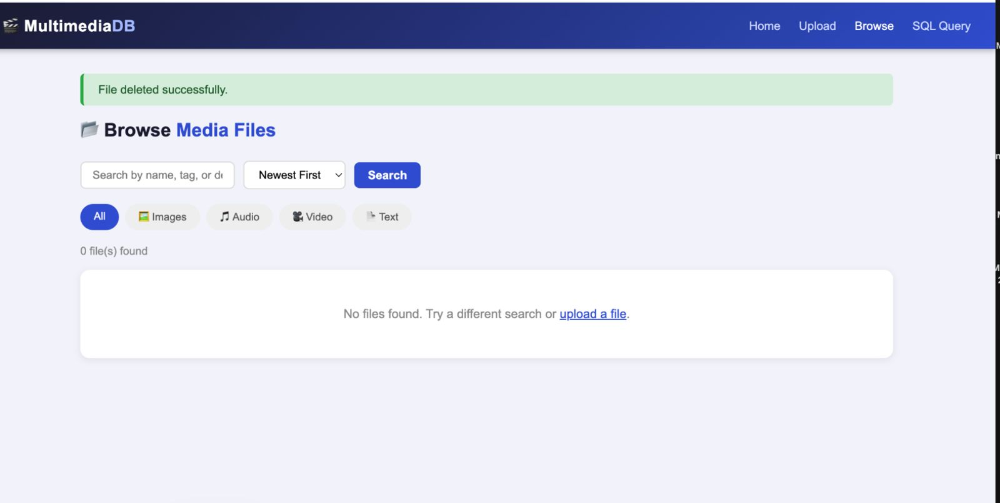 MultimediaDB
Home Upload Browse SQL Query
File deleted successfully.
Browse Media Files
Search by name, tag, or de
Newest First
Search
All
Images
Audio
Video
Text
0 file(s) found
No files found. Try a different search or upload a file.